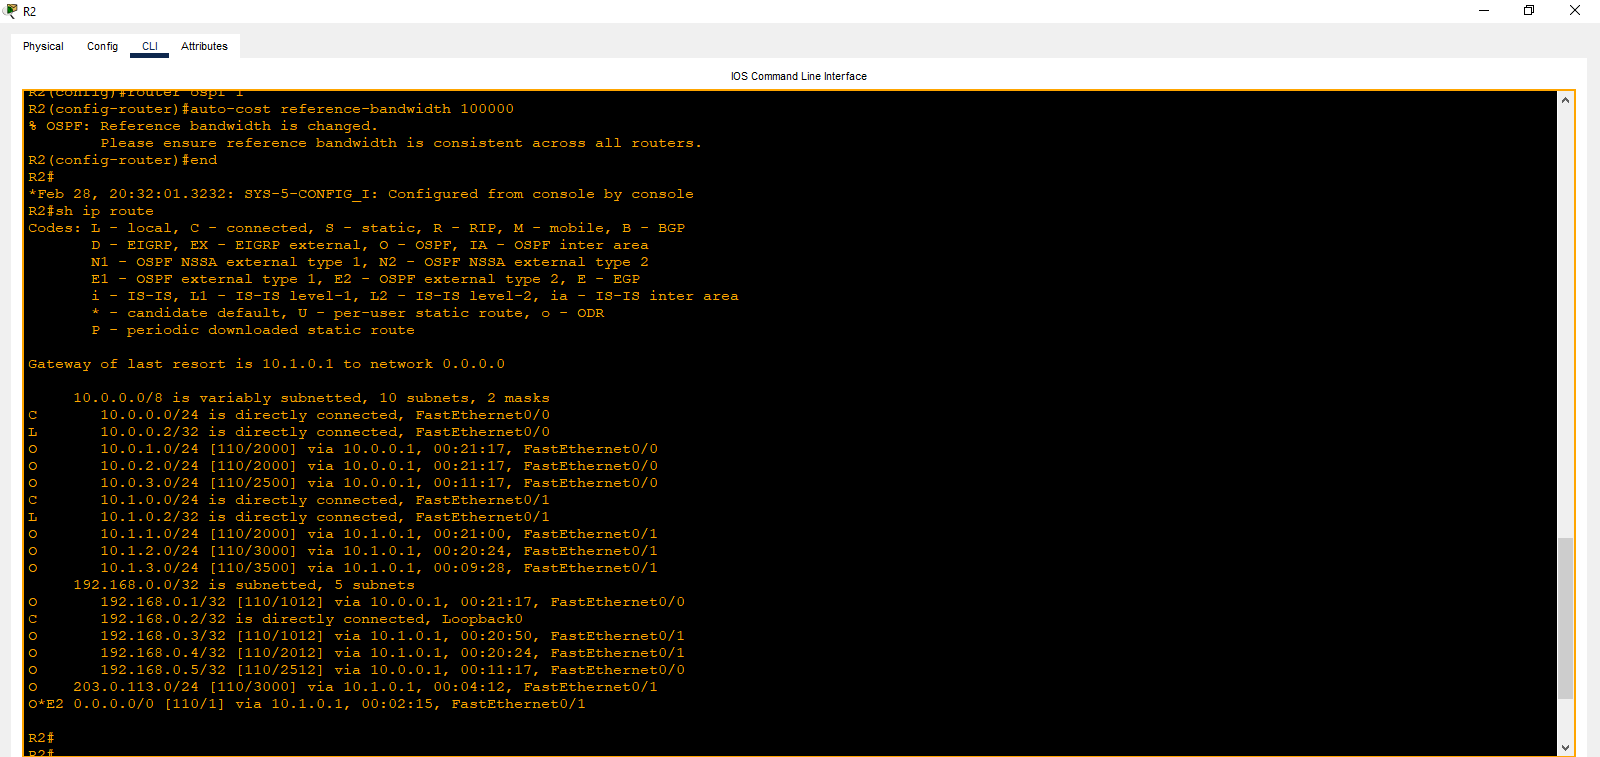 R2
Physical Config CLI Attributes
IOS Command Line Interface
R2(config)#router ospf 1
R2(config-router)#auto-cost reference-bandwidth 100000
% OSPF: Reference bandwidth is changed.
        Please ensure reference bandwidth is consistent across all routers.
R2(config-router)#end
R2#
*Feb 28, 20:32:01.3232: SYS-5-CONFIG_I: Configured from console by console
R2#sh ip route
Codes: L - local, C - connected, S - static, R - RIP, M - mobile, B - BGP
       D - EIGRP, EX - EIGRP external, O - OSPF, IA - OSPF inter area
       N1 - OSPF NSSA external type 1, N2 - OSPF NSSA external type 2
       E1 - OSPF external type 1, E2 - OSPF external type 2, E - EGP
       i - IS-IS, L1 - IS-IS level-1, L2 - IS-IS level-2, ia - IS-IS inter area
       * - candidate default, U - per-user static route, o - ODR
       P - periodic downloaded static route
Gateway of last resort is 10.1.0.1 to network 0.0.0.0
     10.0.0.0/8 is variably subnetted, 10 subnets, 2 masks
C       10.0.0.0/24 is directly connected, FastEthernet0/0
L       10.0.0.2/32 is directly connected, FastEthernet0/0
O       10.0.1.0/24 [110/2000] via 10.0.0.1, 00:21:17, FastEthernet0/0
O       10.0.2.0/24 [110/2000] via 10.0.0.1, 00:21:17, FastEthernet0/0
O       10.0.3.0/24 [110/2500] via 10.0.0.1, 00:11:17, FastEthernet0/0
C       10.1.0.0/24 is directly connected, FastEthernet0/1
L       10.1.0.2/32 is directly connected, FastEthernet0/1
O       10.1.1.0/24 [110/2000] via 10.1.0.1, 00:21:00, FastEthernet0/1
O       10.1.2.0/24 [110/3000] via 10.1.0.1, 00:20:24, FastEthernet0/1
O       10.1.3.0/24 [110/3500] via 10.1.0.1, 00:09:28, FastEthernet0/1
     192.168.0.0/32 is subnetted, 5 subnets
O       192.168.0.1/32 [110/1012] via 10.0.0.1, 00:21:17, FastEthernet0/0
C       192.168.0.2/32 is directly connected, Loopback0
O       192.168.0.3/32 [110/1012] via 10.1.0.1, 00:20:50, FastEthernet0/1
O       192.168.0.4/32 [110/2012] via 10.1.0.1, 00:20:24, FastEthernet0/1
O       192.168.0.5/32 [110/2512] via 10.0.0.1, 00:11:17, FastEthernet0/0
O    203.0.113.0/24 [110/3000] via 10.1.0.1, 00:04:12, FastEthernet0/1
O*E2 0.0.0.0/0 [110/1] via 10.1.0.1, 00:02:15, FastEthernet0/1
R2#
R2#